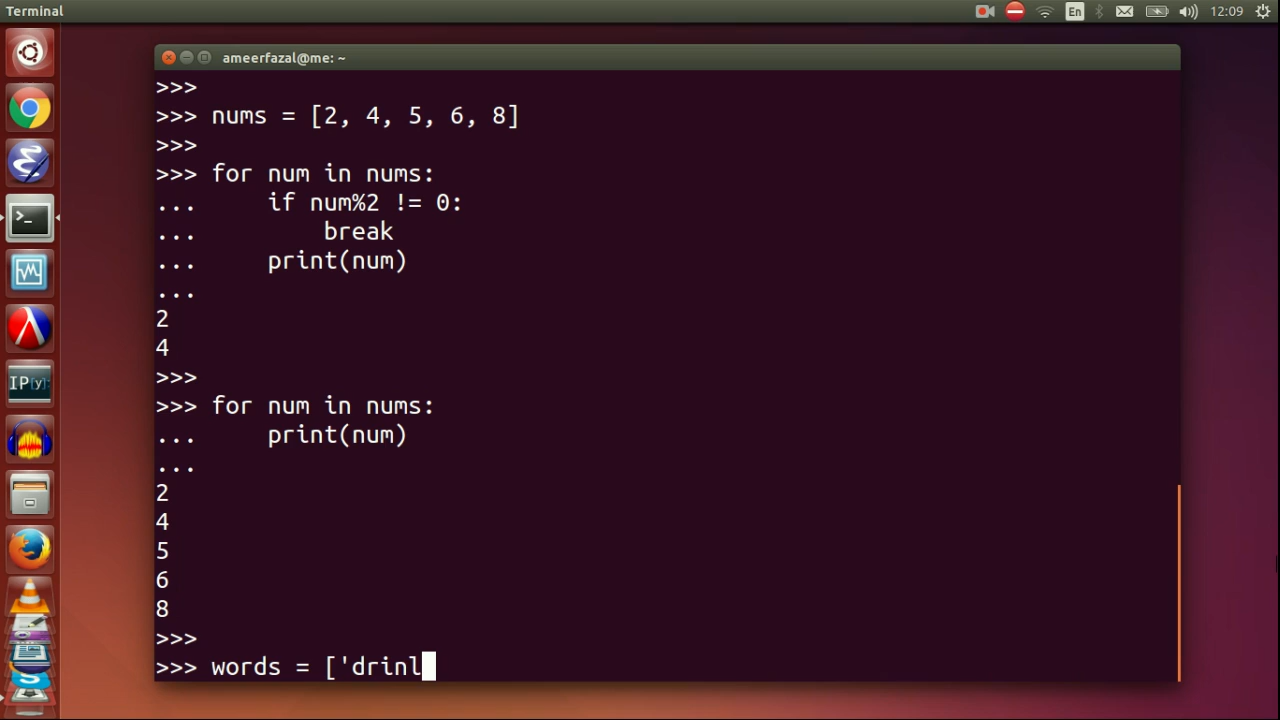 Terminal
En
12:09
ameerfazal@me: ~
>>>
>>> nums = [2, 4, 5, 6, 8]
>>>
>>> for num in nums:
...     if num%2 != 0:
...         break
...     print(num)
...
2
4
>>>
>>> for num in nums:
...     print(num)
...
2
4
5
6
8
>>>
>>> words = ['drinl
>_
IP[y]: